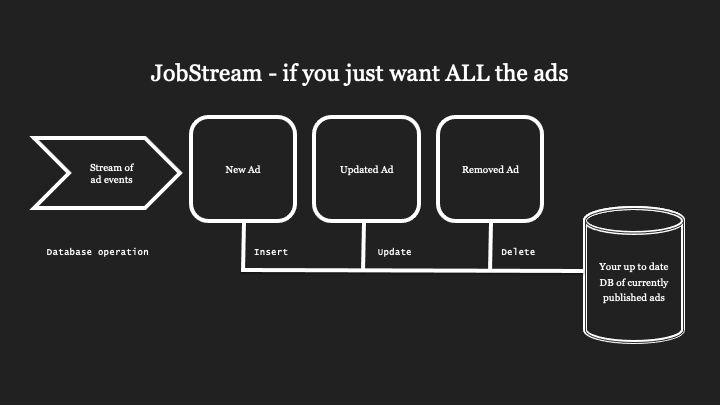 JobStream - if you just want ALL the ads
Stream of
ad events
New Ad
Updated Ad
Removed Ad
Database operation
Insert
Update
Delete
Your up to date
DB of currently
published ads